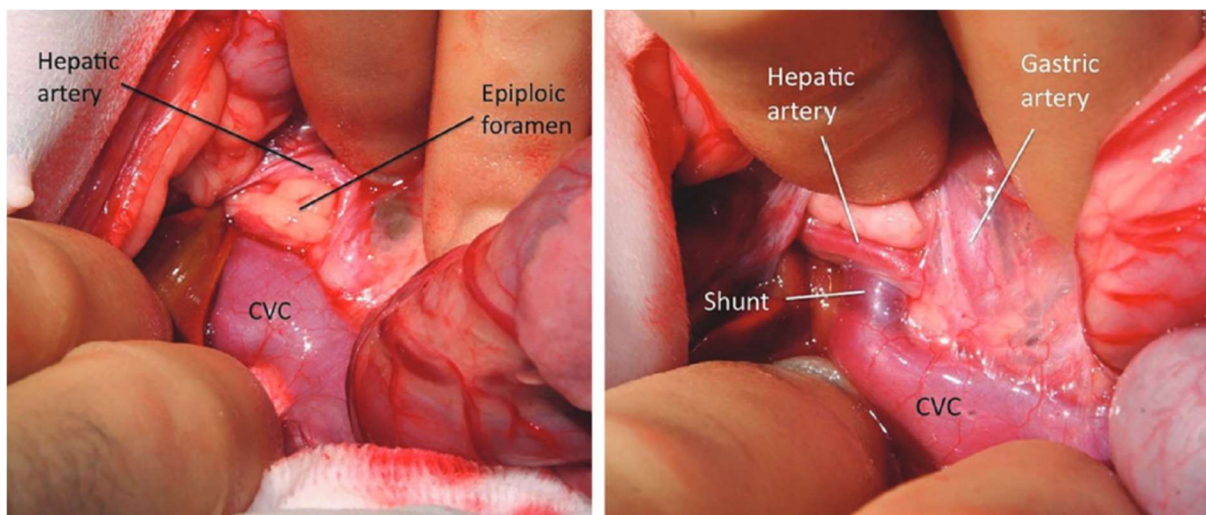 Hepatic
artery
Epiploic
foramen
CVC
Hepatic
artery
Gastric
artery
Shunt
CVC